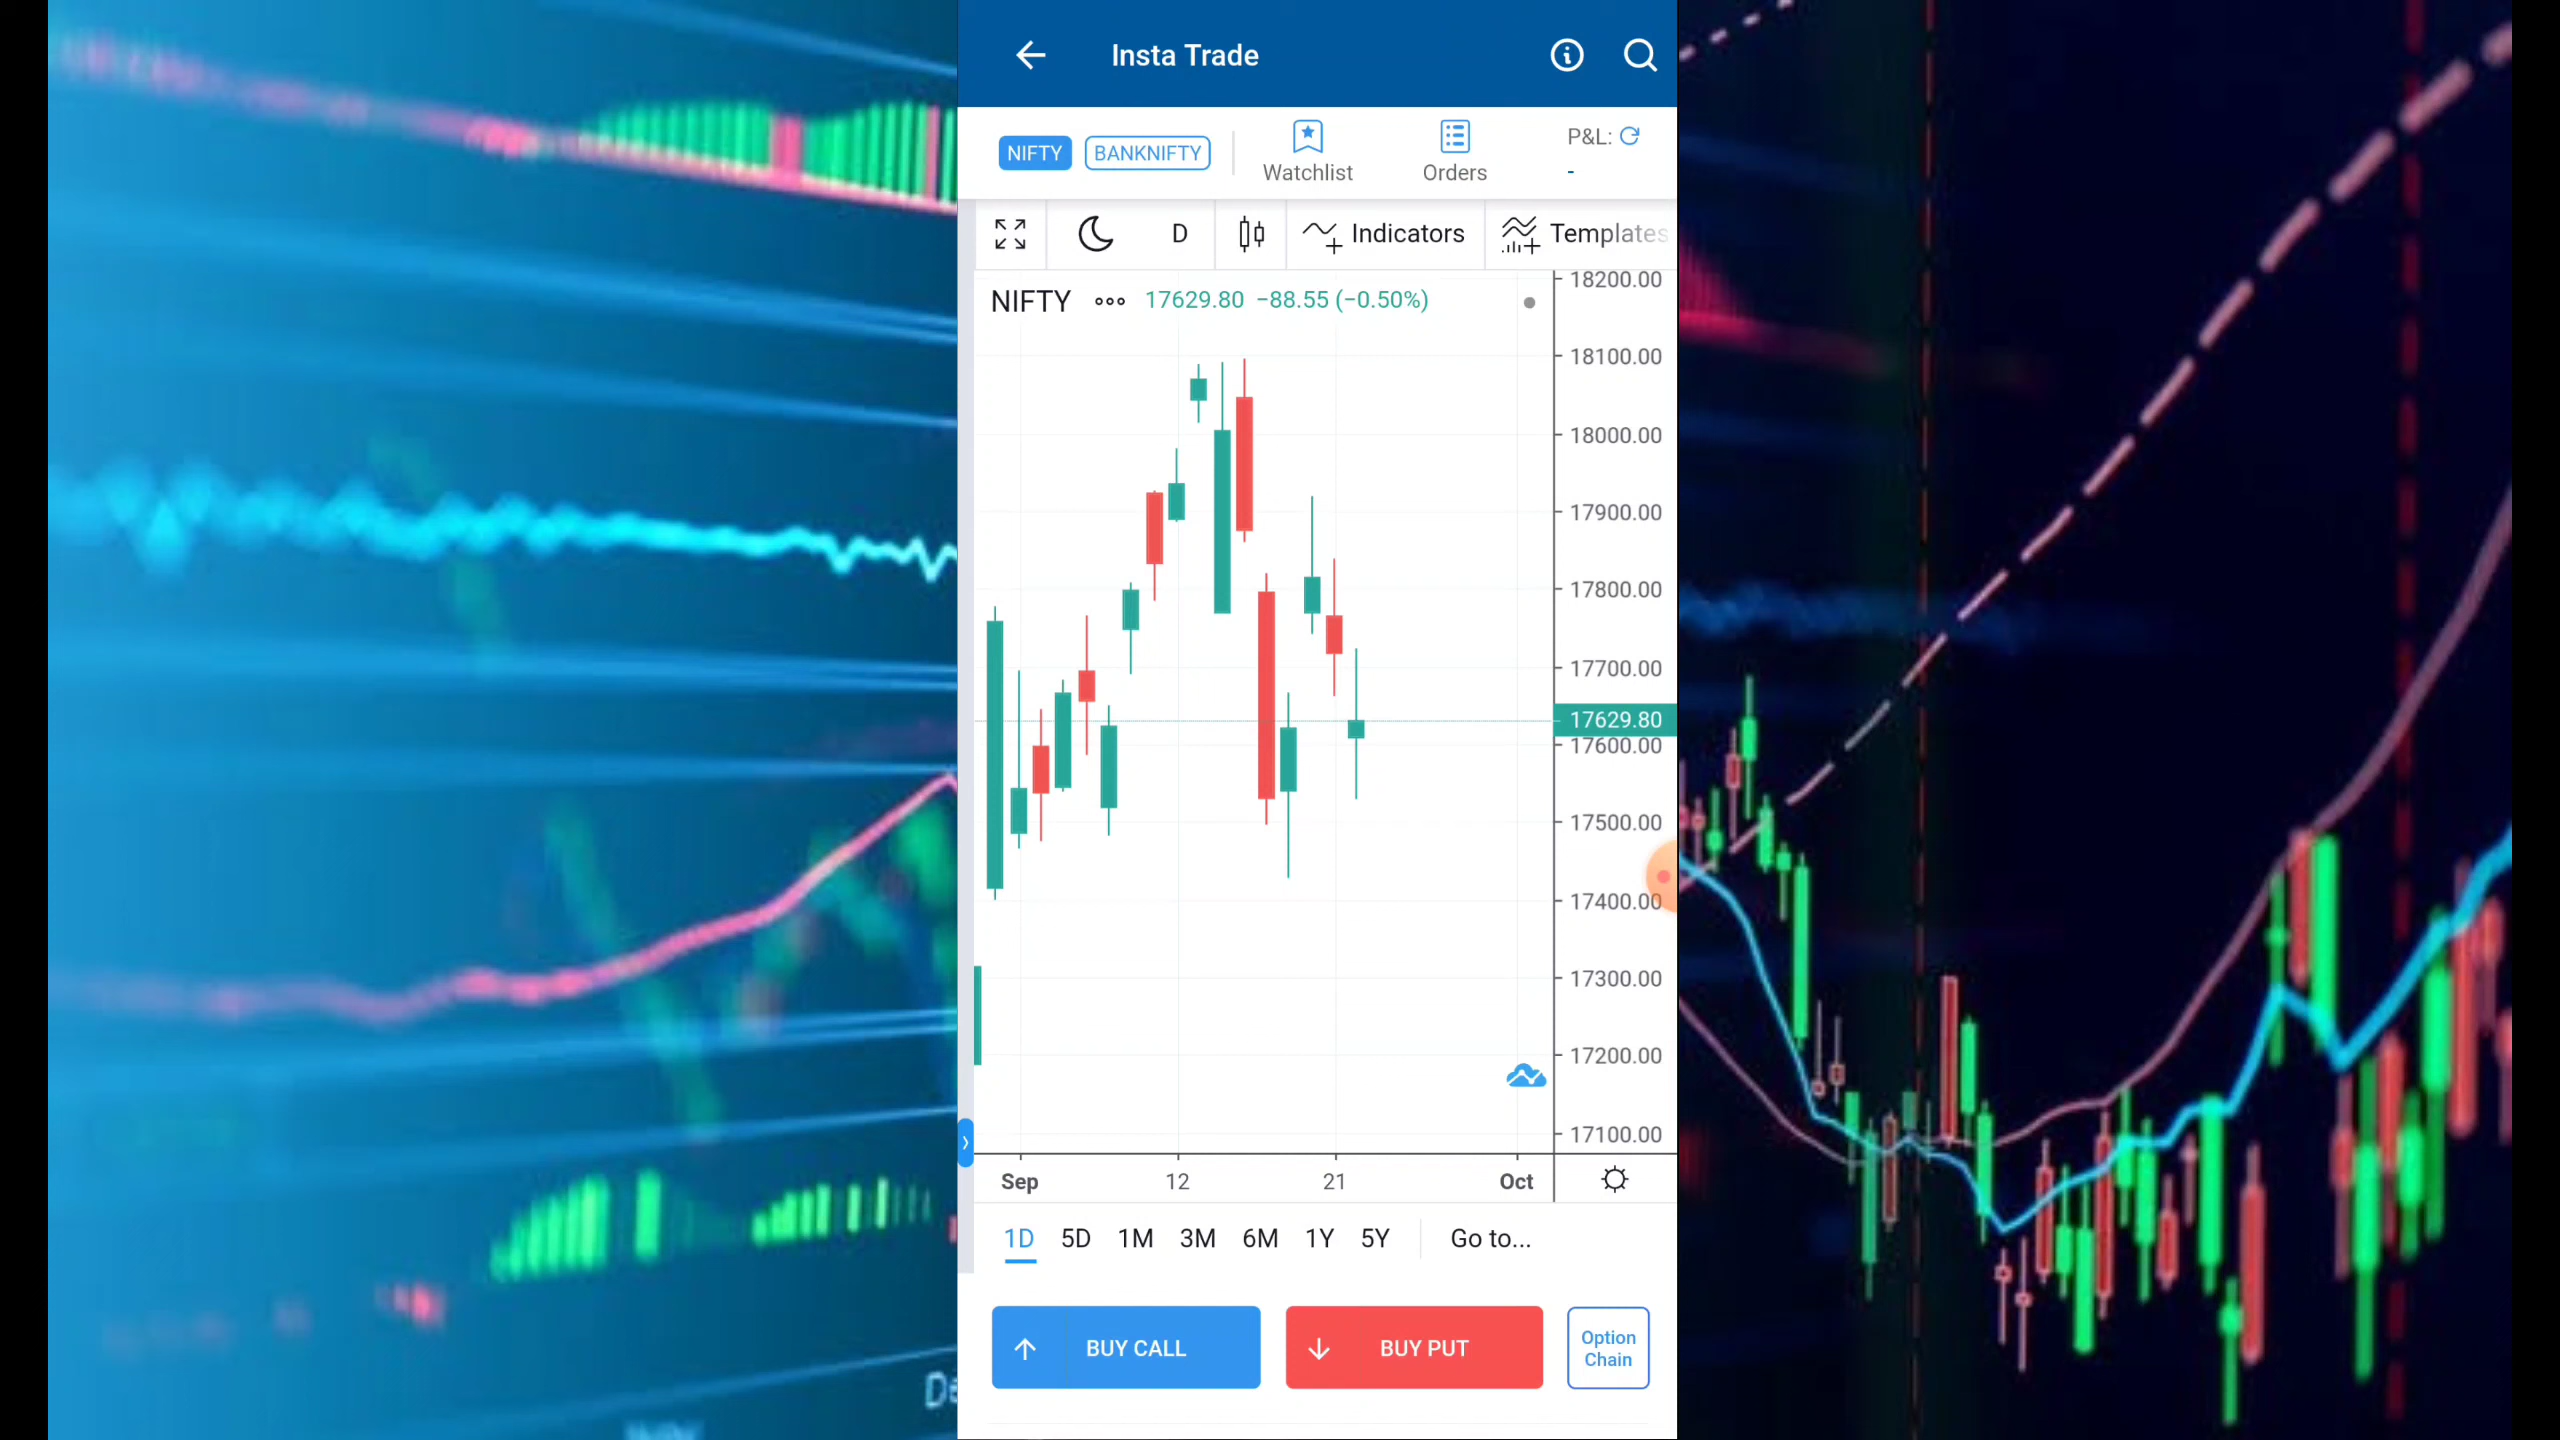 Insta Trade
NIFTY BANKNIFTY Watchlist Orders P&L: -
D Indicators Templates
NIFTY 17629.80 −88.55 (−0.50%)
18200.00
18100.00
18000.00
17900.00
17800.00
17700.00
17629.80
17600.00
17500.00
17400.00
17300.00
17200.00
17100.00
Sep 12 21 Oct
1D 5D 1M 3M 6M 1Y 5Y Go to...
BUY CALL BUY PUT Option
Chain